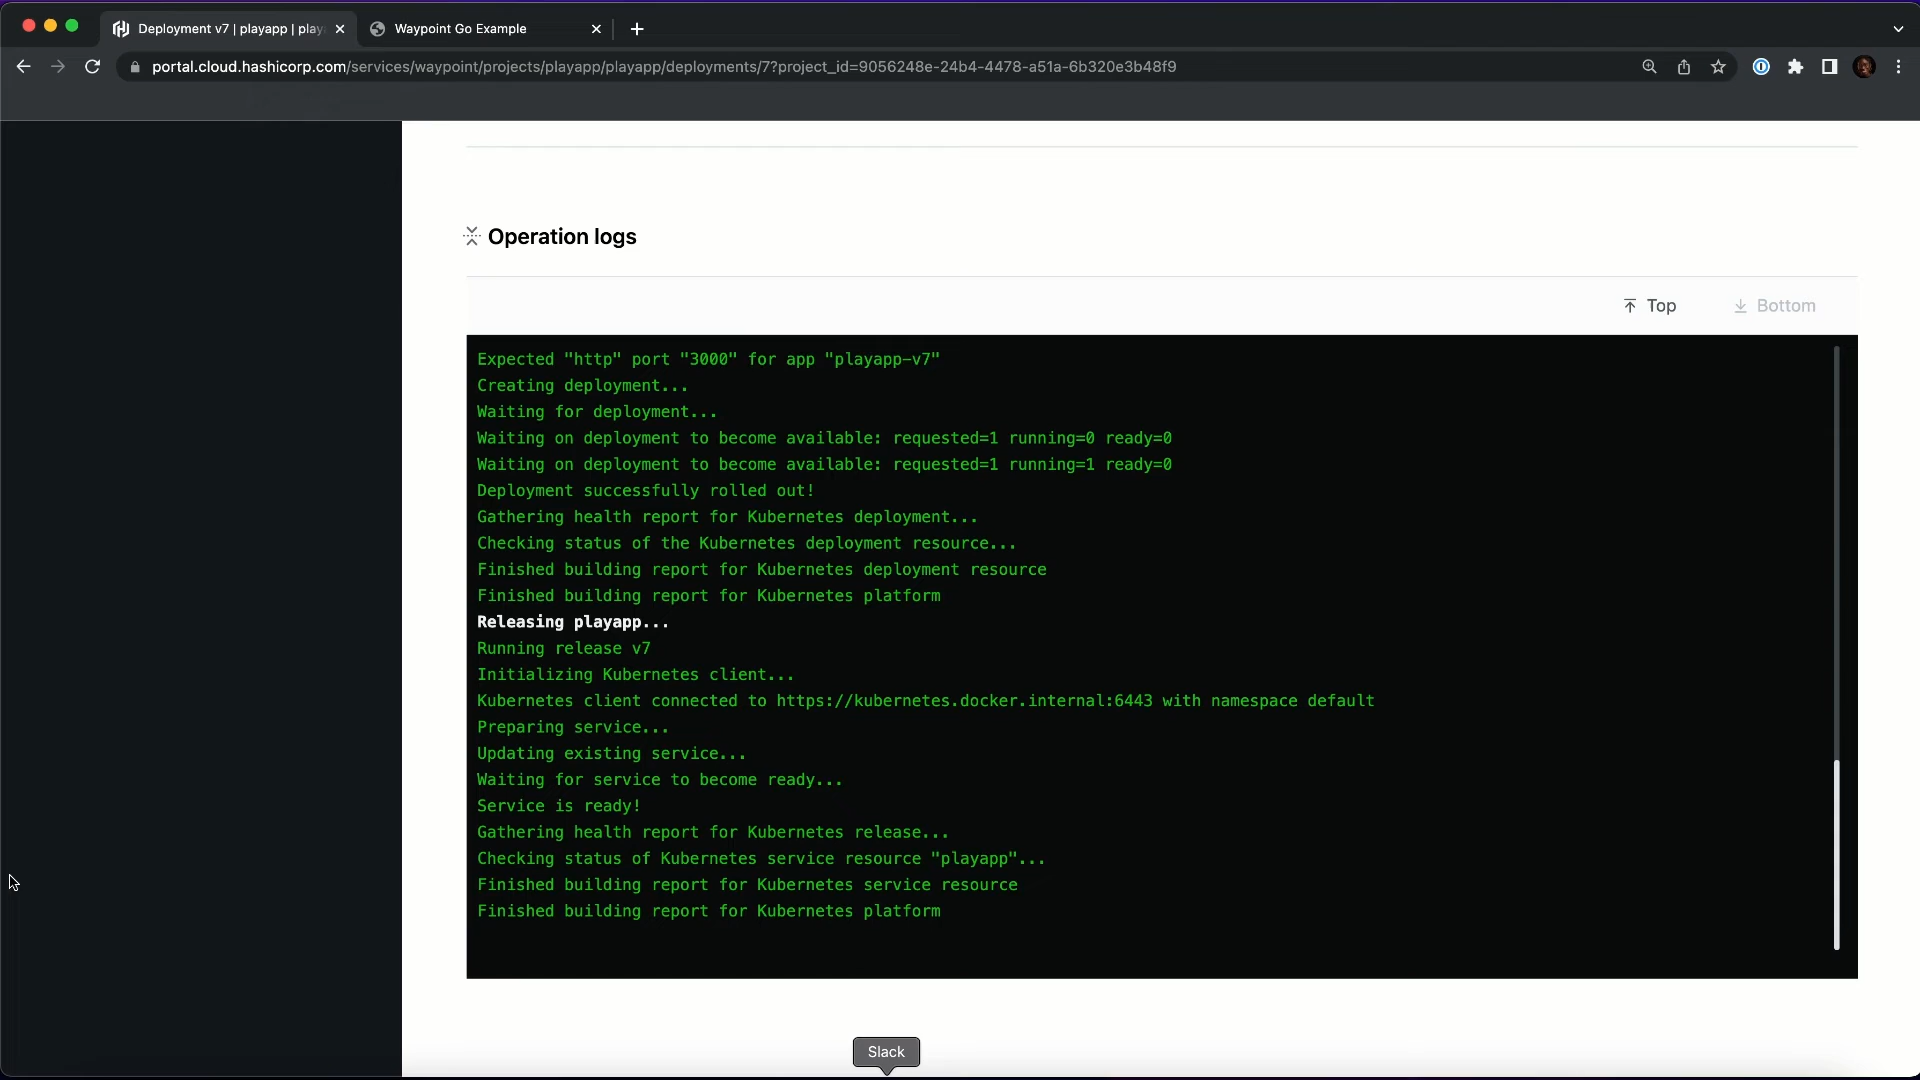 Deployment v7 | playapp | play
Waypoint Go Example
portal.cloud.hashicorp.com/services/waypoint/projects/playapp/playapp/deployments/7?project_id=9056248e-24b4-4478-a51a-6b320e3b48f9
Operation logs
Top
Bottom
Expected "http" port "3000" for app "playapp-v7"
Creating deployment...
Waiting for deployment...
Waiting on deployment to become available: requested=1 running=0 ready=0
Waiting on deployment to become available: requested=1 running=1 ready=0
Deployment successfully rolled out!
Gathering health report for Kubernetes deployment...
Checking status of the Kubernetes deployment resource...
Finished building report for Kubernetes deployment resource
Finished building report for Kubernetes platform
Releasing playapp...
Running release v7
Initializing Kubernetes client...
Kubernetes client connected to https://kubernetes.docker.internal:6443 with namespace default
Preparing service...
Updating existing service...
Waiting for service to become ready...
Service is ready!
Gathering health report for Kubernetes release...
Checking status of Kubernetes service resource "playapp"...
Finished building report for Kubernetes service resource
Finished building report for Kubernetes platform
Slack